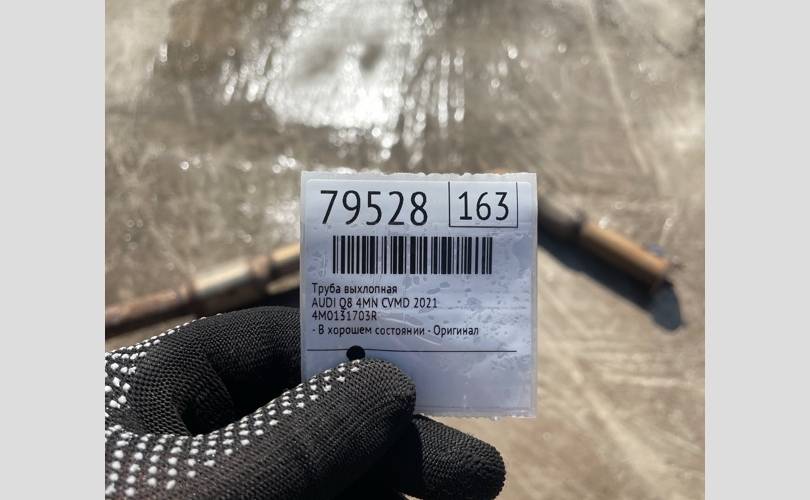 79528 163
Труба выхлопная
AUDI Q8 4MN CVMD 2021
4M0131703R
- В хорошем состоянии - Оригинал